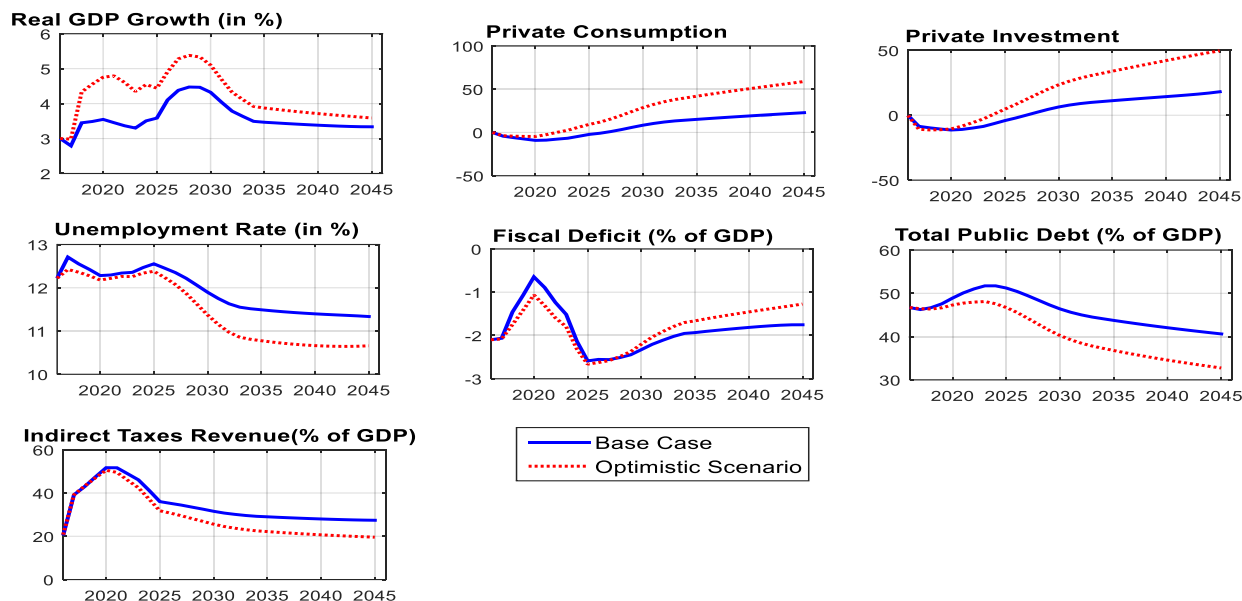 Real GDP Growth (in %)
6
5
4
3
2
2020 2025 2030 2035 2040 2045
Private Consumption
100
50
0
-50
2020 2025 2030 2035 2040 2045
Private Investment
50
0
-50
2020 2025 2030 2035 2040 2045
Unemployment Rate (in %)
13
12
11
10
2020 2025 2030 2035 2040 2045
Fiscal Deficit (% of GDP)
0
-1
-2
-3
2020 2025 2030 2035 2040 2045
Total Public Debt (% of GDP)
60
50
40
30
2020 2025 2030 2035 2040 2045
Indirect Taxes Revenue(% of GDP)
60
40
20
0
2020 2025 2030 2035 2040 2045
Base Case
Optimistic Scenario